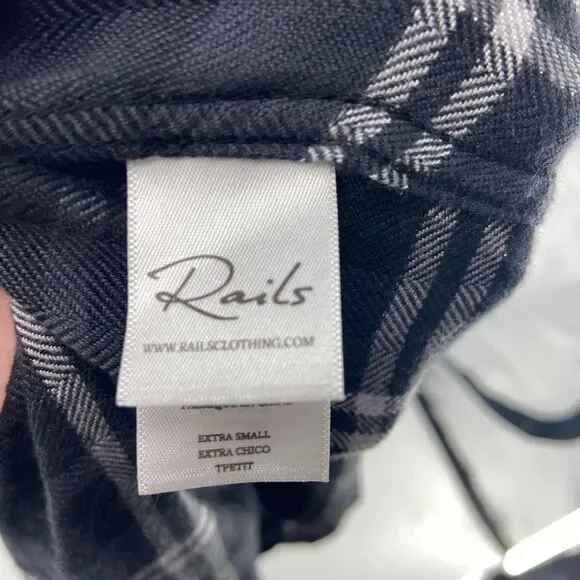 Rails
WWW.RAILSCLOTHING.COM
EXTRA SMALL
EXTRA CHICO
TPETIT